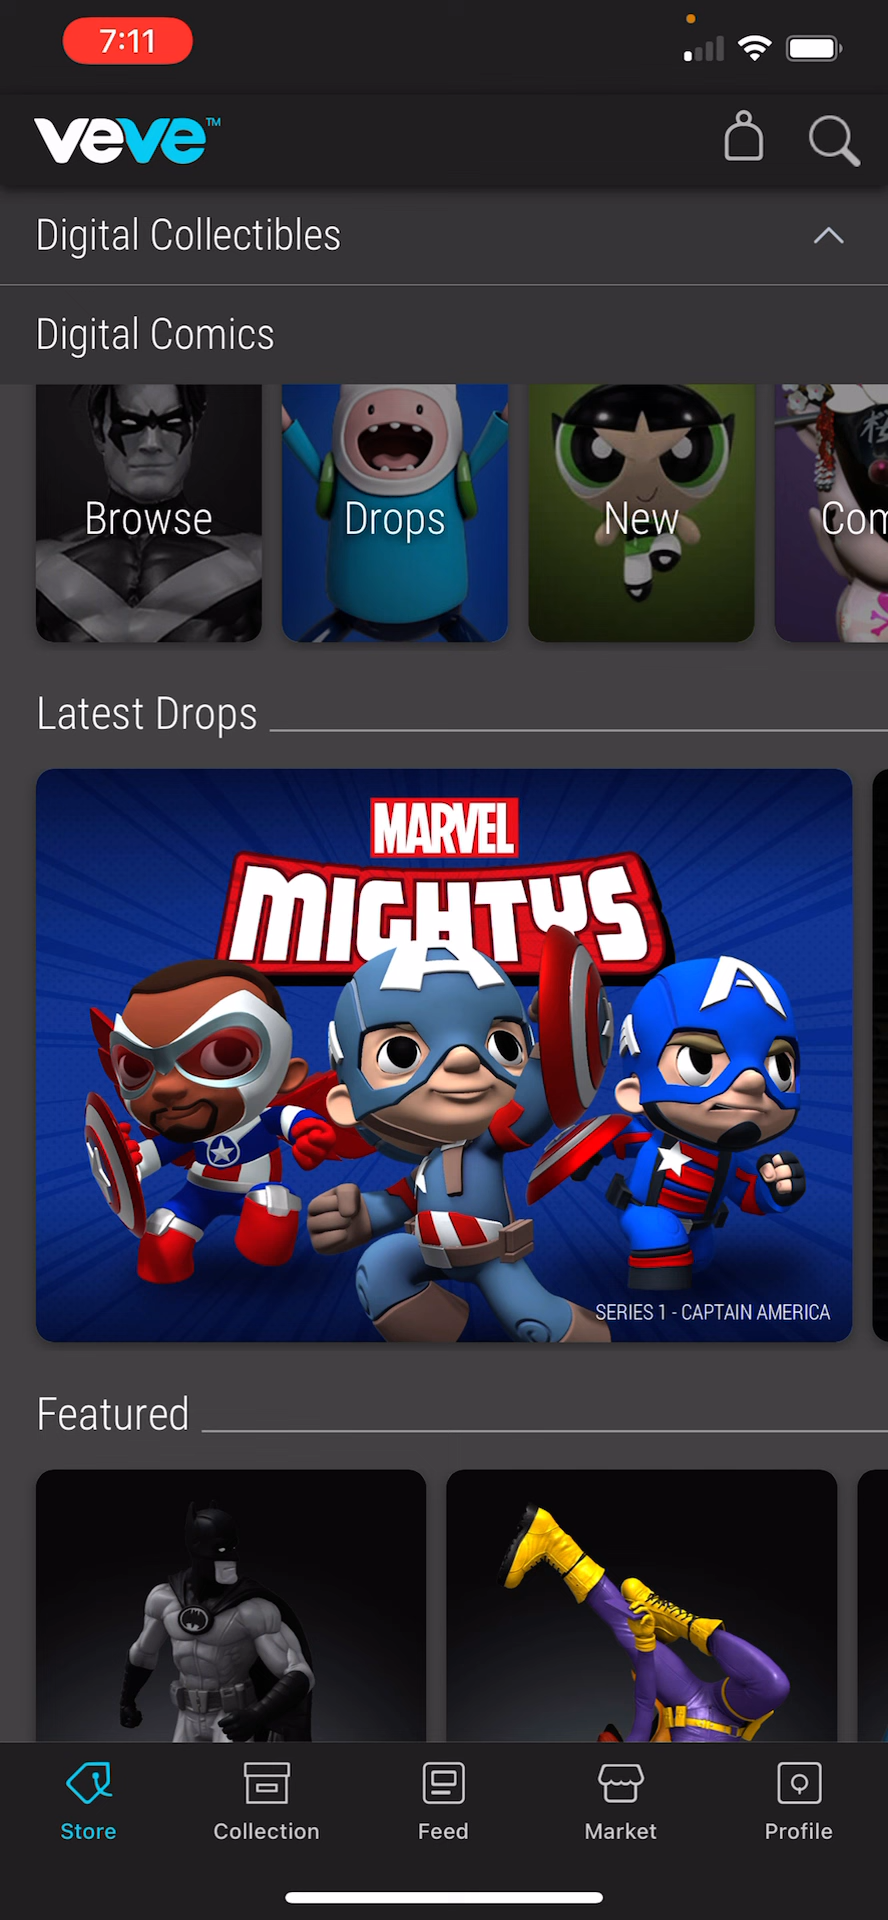 7:11
veve™
Digital Collectibles
Digital Comics
Browse
Drops
New
Com
Latest Drops
MARVEL
MIGHTYS
SERIES 1 - CAPTAIN AMERICA
Featured
Store
Collection
Feed
Market
Profile